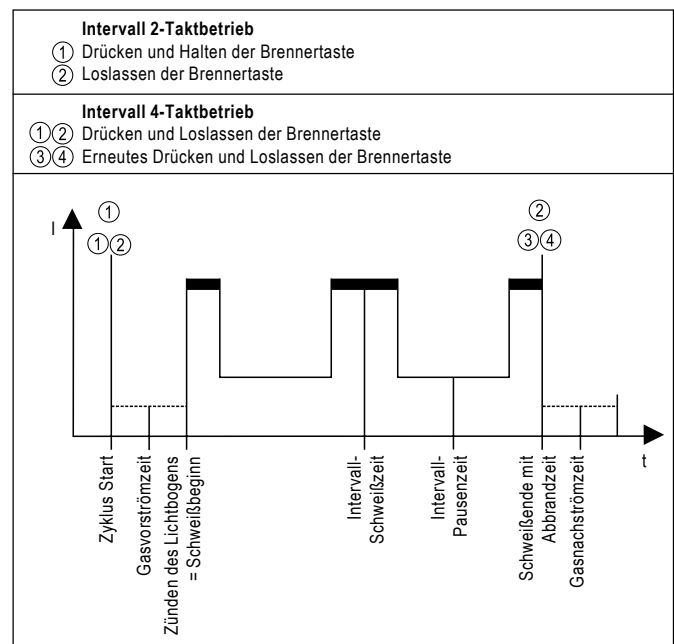 Intervall 2-Taktbetrieb
① Drücken und Halten der Brennertaste
② Loslassen der Brennertaste
Intervall 4-Taktbetrieb
①② Drücken und Loslassen der Brennertaste
③④ Erneutes Drücken und Loslassen der Brennertaste
I
①
①②
②
③④
t
Zyklus Start
Gasvorströmzeit
Zünden des Lichtbogens
= Schweißbeginn
Intervall-
Schweißzeit
Intervall-
Pausenzeit
Schweißende mit
Abbrandzeit
Gasnachströmzeit